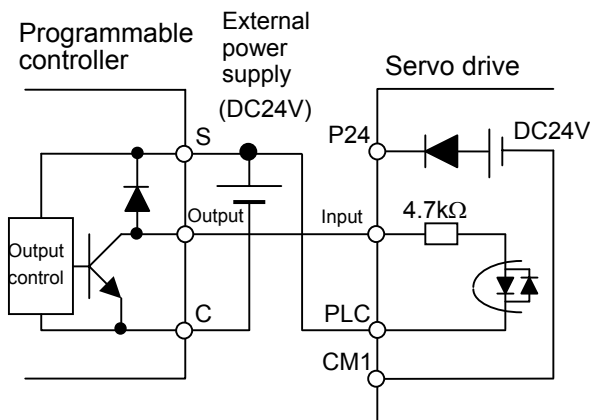 Programmable
controller
External
power
supply
(DC24V)
Servo drive
S
P24
DC24V
Output
Input
4.7kΩ
Output
control
C
PLC
CM1